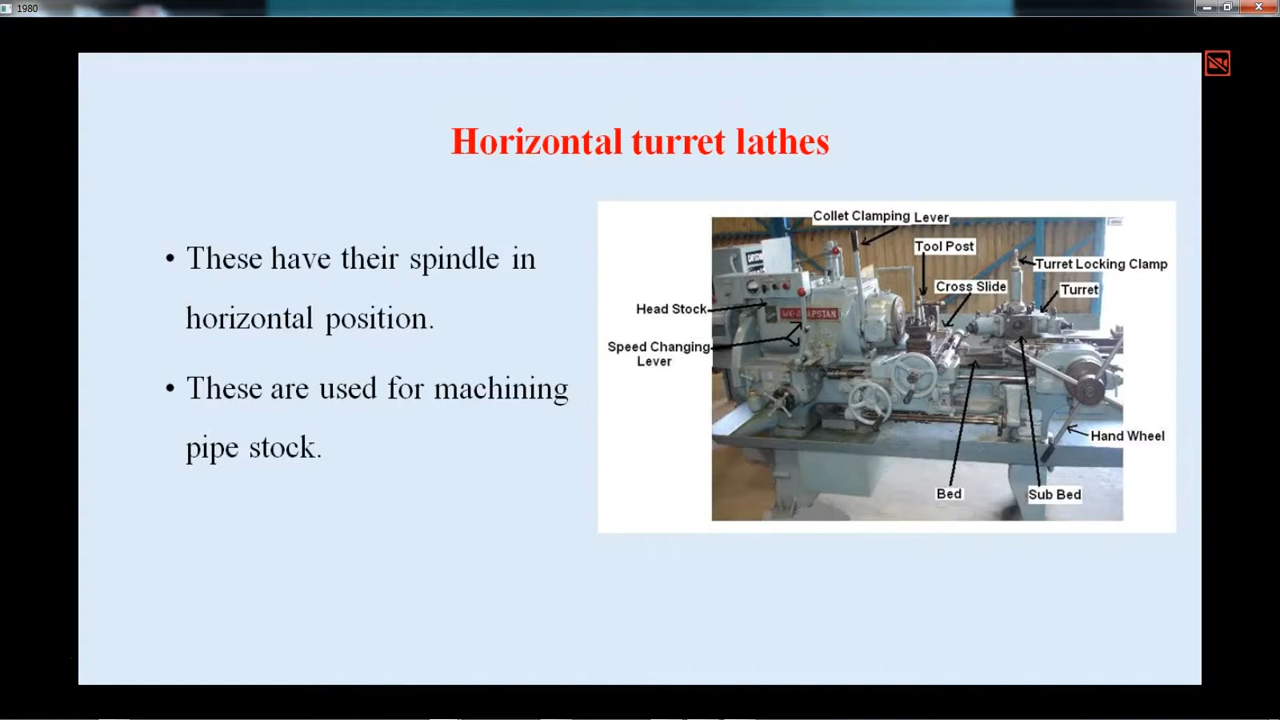 1980
Horizontal turret lathes
• These have their spindle in
horizontal position.
• These are used for machining
pipe stock.
Collet Clamping Lever
Tool Post
Turret Locking Clamp
Cross Slide
Turret
Head Stock
Speed Changing
Lever
Hand Wheel
Bed
Sub Bed